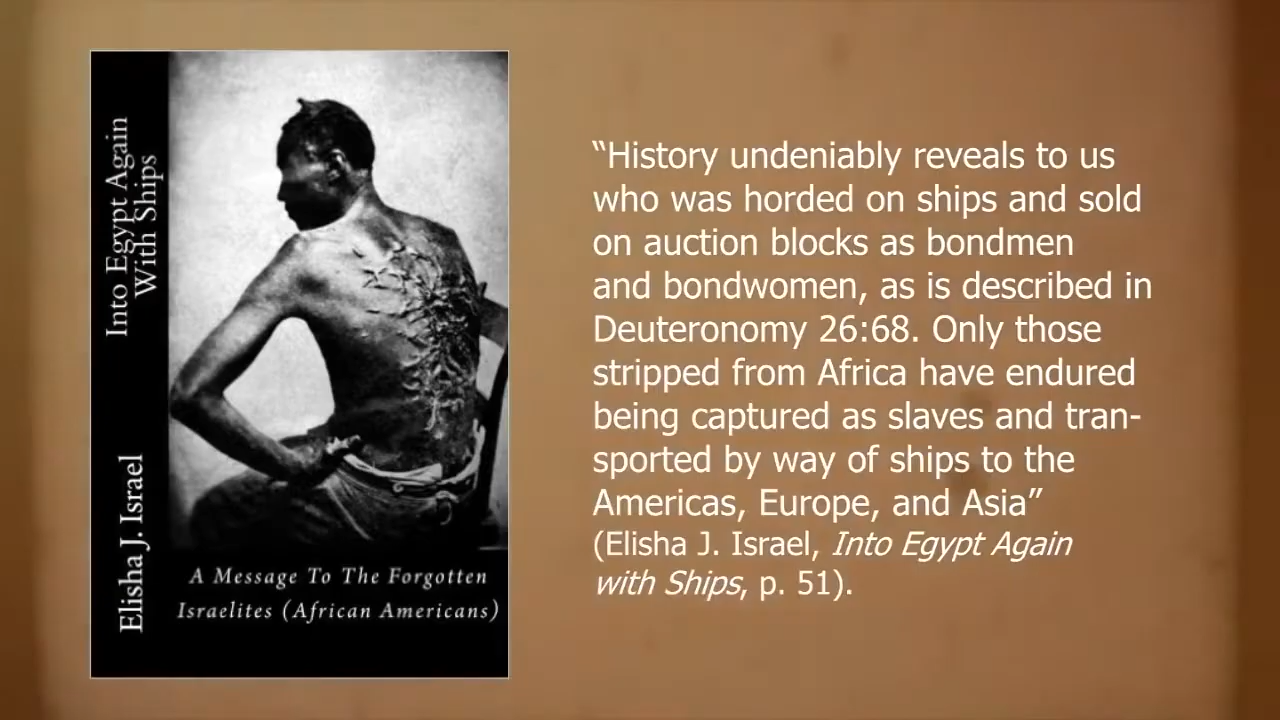 Into Egypt Again
With Ships
Elisha J. Israel
A Message To The Forgotten
Israelites (African Americans)
“History undeniably reveals to us
who was horded on ships and sold
on auction blocks as bondmen
and bondwomen, as is described in
Deuteronomy 26:68. Only those
stripped from Africa have endured
being captured as slaves and tran-
sported by way of ships to the
Americas, Europe, and Asia”
(Elisha J. Israel, Into Egypt Again
with Ships, p. 51).